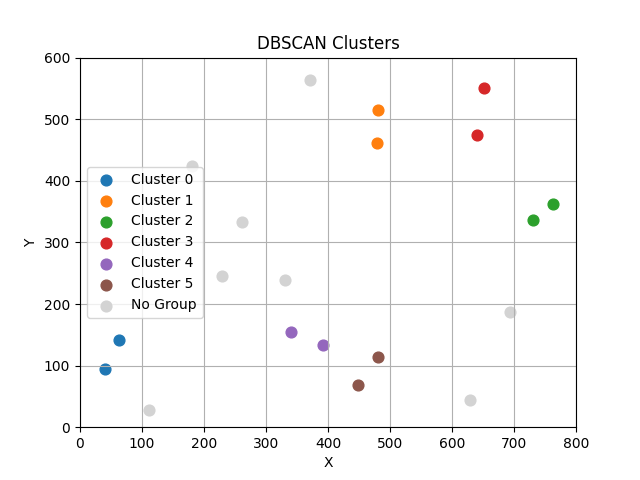 DBSCAN Clusters
600
500
400
300
200
100
0
Y
Cluster 0
Cluster 1
Cluster 2
Cluster 3
Cluster 4
Cluster 5
No Group
0 100 200 300 400 500 600 700 800
X